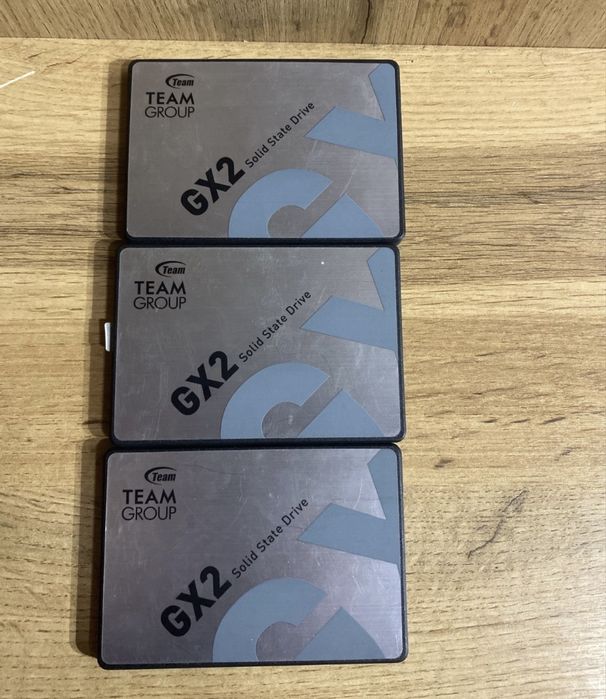 Team
TEAM
GROUP
GX2 Solid State Drive
Team
TEAM
GROUP
GX2 Solid State Drive
Team
TEAM
GROUP
GX2 Solid State Drive